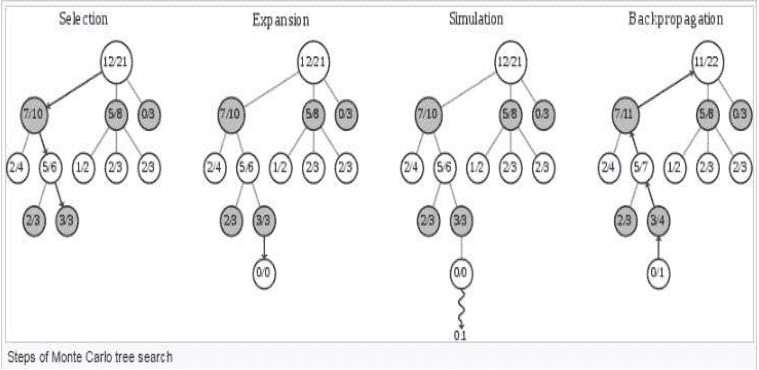 Selection Expansion Simulation Backpropagation
12/21 12/21 12/21 11/22
7/10 5/8 0/3 7/10 5/8 0/3 7/10 5/8 0/3 7/11 5/8 0/3
2/4 5/6 1/2 2/3 2/3 2/4 5/6 1/2 2/3 2/3 2/4 5/6 1/2 2/3 2/3 2/4 5/7 1/2 2/3 2/3
2/3 3/3 2/3 3/3 2/3 3/3 2/3 3/4
0/0 0/0 0/1
0:1
Steps of Monte Carlo tree search